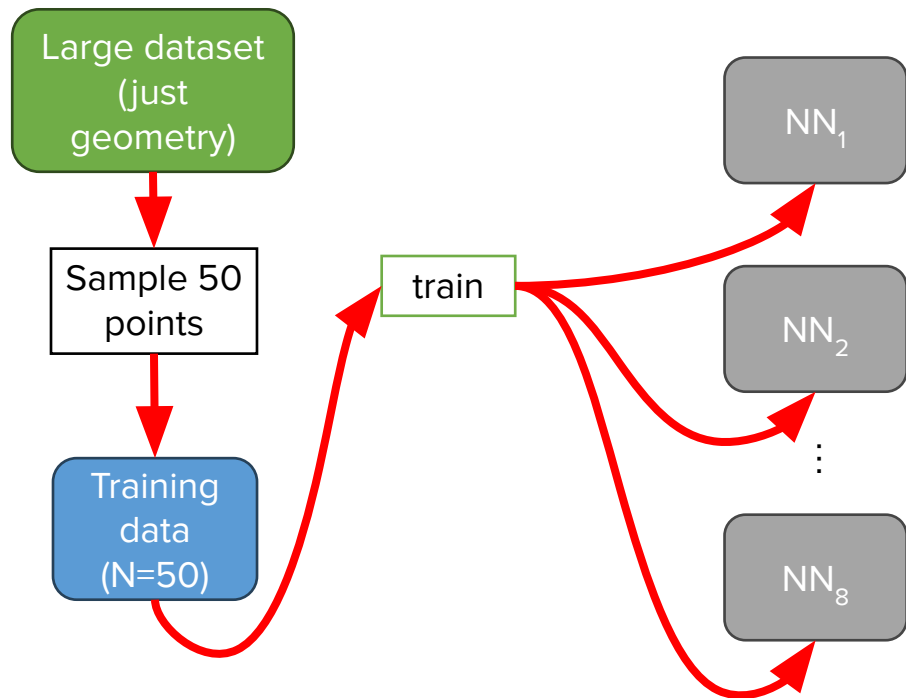 Large dataset
(just
geometry)
Sample 50
points
Training
data
(N=50)
train
NN₁
NN₂
⋮
NN₈